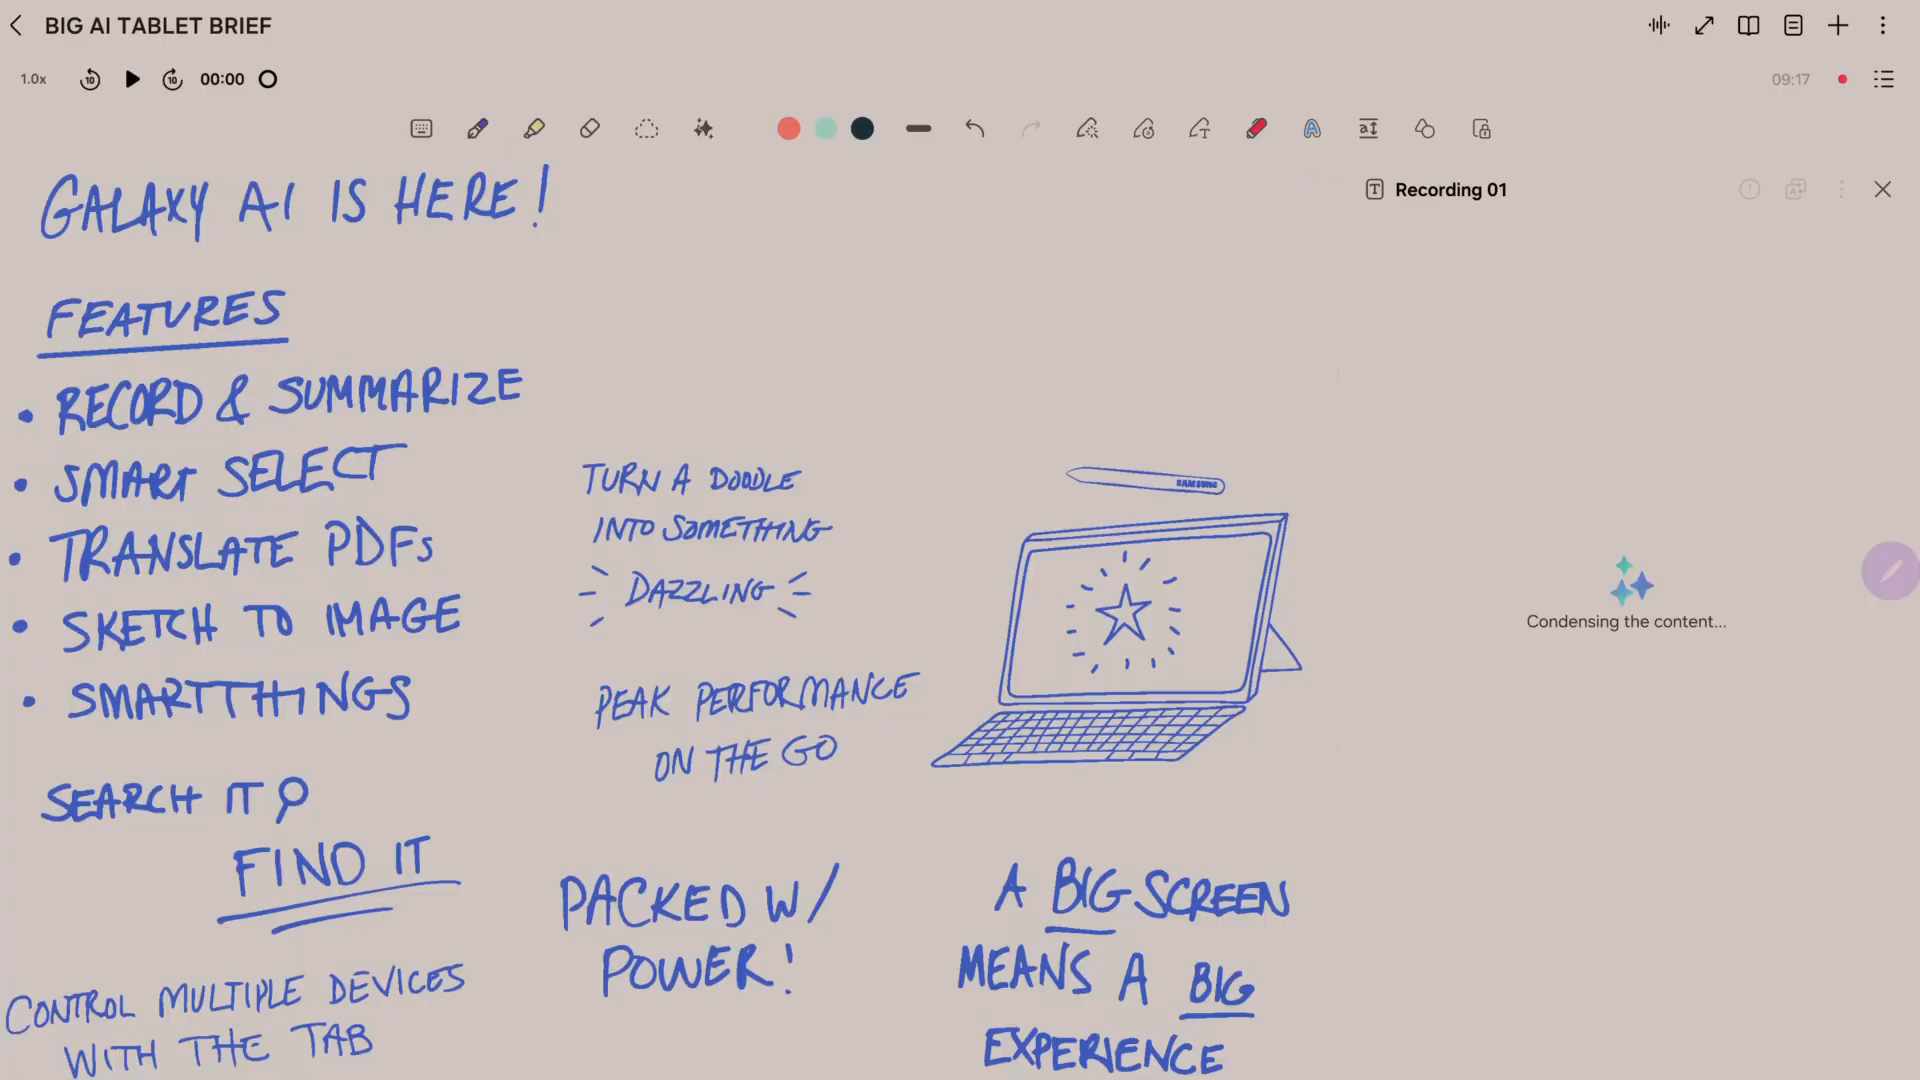 BIG AI TABLET BRIEF
1.0x
10
10
00:00
09:17
GALAXY AI IS HERE!
Recording 01
FEATURES
• RECORD & SUMMARIZE
• SMART SELECT
• TRANSLATE PDFs
• SKETCH TO IMAGE
• SMARTTHINGS
SEARCH IT
FIND IT
CONTROL MULTIPLE DEVICES
WITH THE TAB
TURN A DOODLE
INTO SOMETHING
DAZZLING
PEAK PERFORMANCE
ON THE GO
PACKED W/
POWER!
SAMSUNG
A BIG SCREEN
MEANS A BIG
EXPERIENCE
Condensing the content...